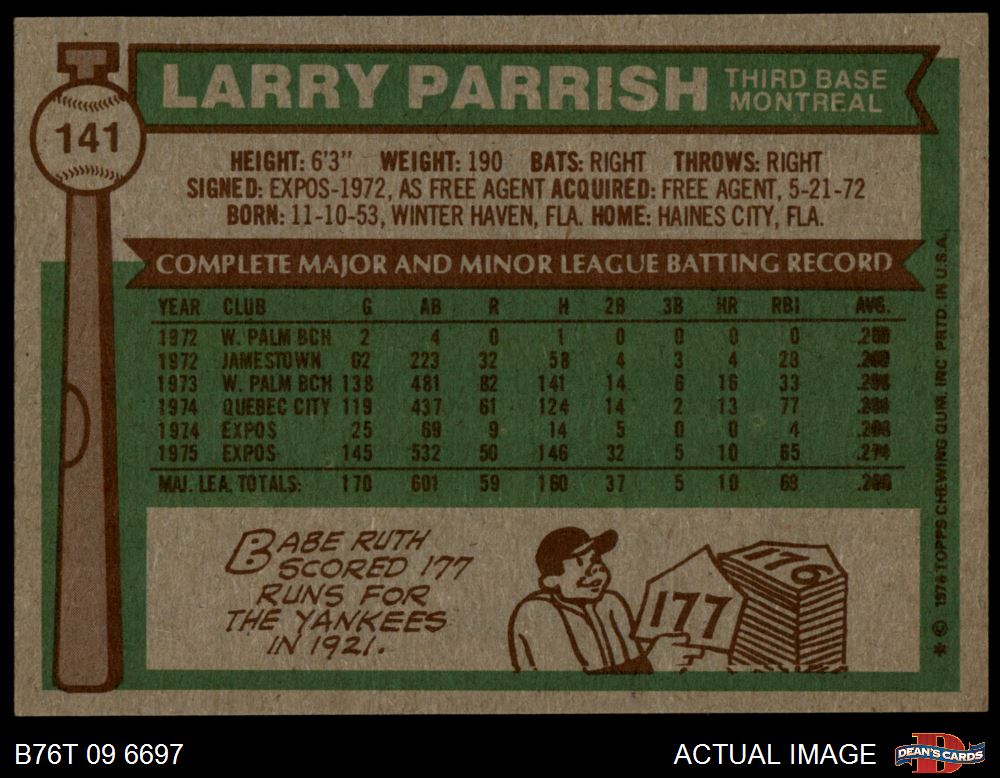 141
LARRY PARRISH
THIRD BASE
MONTREAL
HEIGHT: 6'3" WEIGHT: 190 BATS: RIGHT THROWS: RIGHT
SIGNED: EXPOS-1972, AS FREE AGENT ACQUIRED: FREE AGENT, 5-21-72
BORN: 11-10-53, WINTER HAVEN, FLA. HOME: HAINES CITY, FLA.
COMPLETE MAJOR AND MINOR LEAGUE BATTING RECORD
YEAR CLUB G AB R H 2B 3B HR RBI AVG.
1972 W. PALM BCH 2 4 0 1 0 0 0 0
1972 JAMESTOWN 62 223 32 58 4 3 4 28
1973 W. PALM BCH 138 481 82 141 14 6 16 33
1974 QUEBEC CITY 119 437 61 124 14 2 13 77
1974 EXPOS 25 69 9 14 5 0 0 4
1975 EXPOS 145 532 50 146 32 5 10 65 .274
MAJ. LEA. TOTALS: 170 601 59 160 37 5 10 69
BABE RUTH
SCORED 177
RUNS FOR
THE YANKEES
IN 1921.
177
176
* © 1976 TOPPS CHEWING GUM, INC PRTD. IN U.S.A.
B76T 09 6697
ACTUAL IMAGE
DEAN'S CARDS